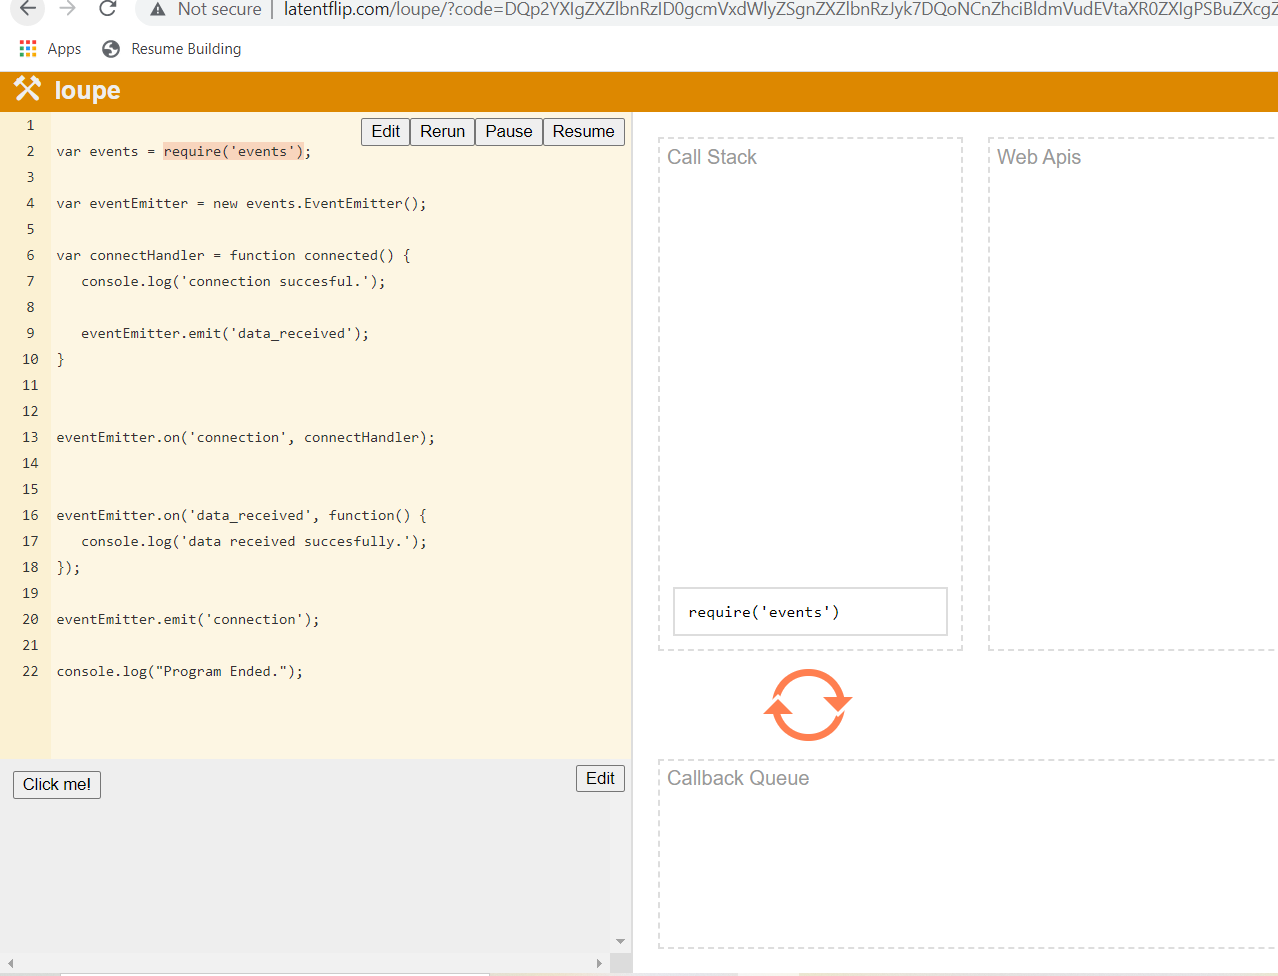 Not secure | latentflip.com/loupe/?code=DQp2YXIgZXZlbnRzID0gcmVxdWlyZSgnZXZlbnRzJyk7DQoNCnZhciBldmVudEVtaXR0ZXIgPSBuZXcgZ
Apps Resume Building
loupe
Edit Rerun Pause Resume
1
2 var events = require('events');
3
4 var eventEmitter = new events.EventEmitter();
5
6 var connectHandler = function connected() {
7 console.log('connection succesful.');
8
9 eventEmitter.emit('data_received');
10 }
11
12
13 eventEmitter.on('connection', connectHandler);
14
15
16 eventEmitter.on('data_received', function() {
17 console.log('data received succesfully.');
18 });
19
20 eventEmitter.emit('connection');
21
22 console.log("Program Ended.");
Click me! Edit
Call Stack
require('events')
Web Apis
Callback Queue